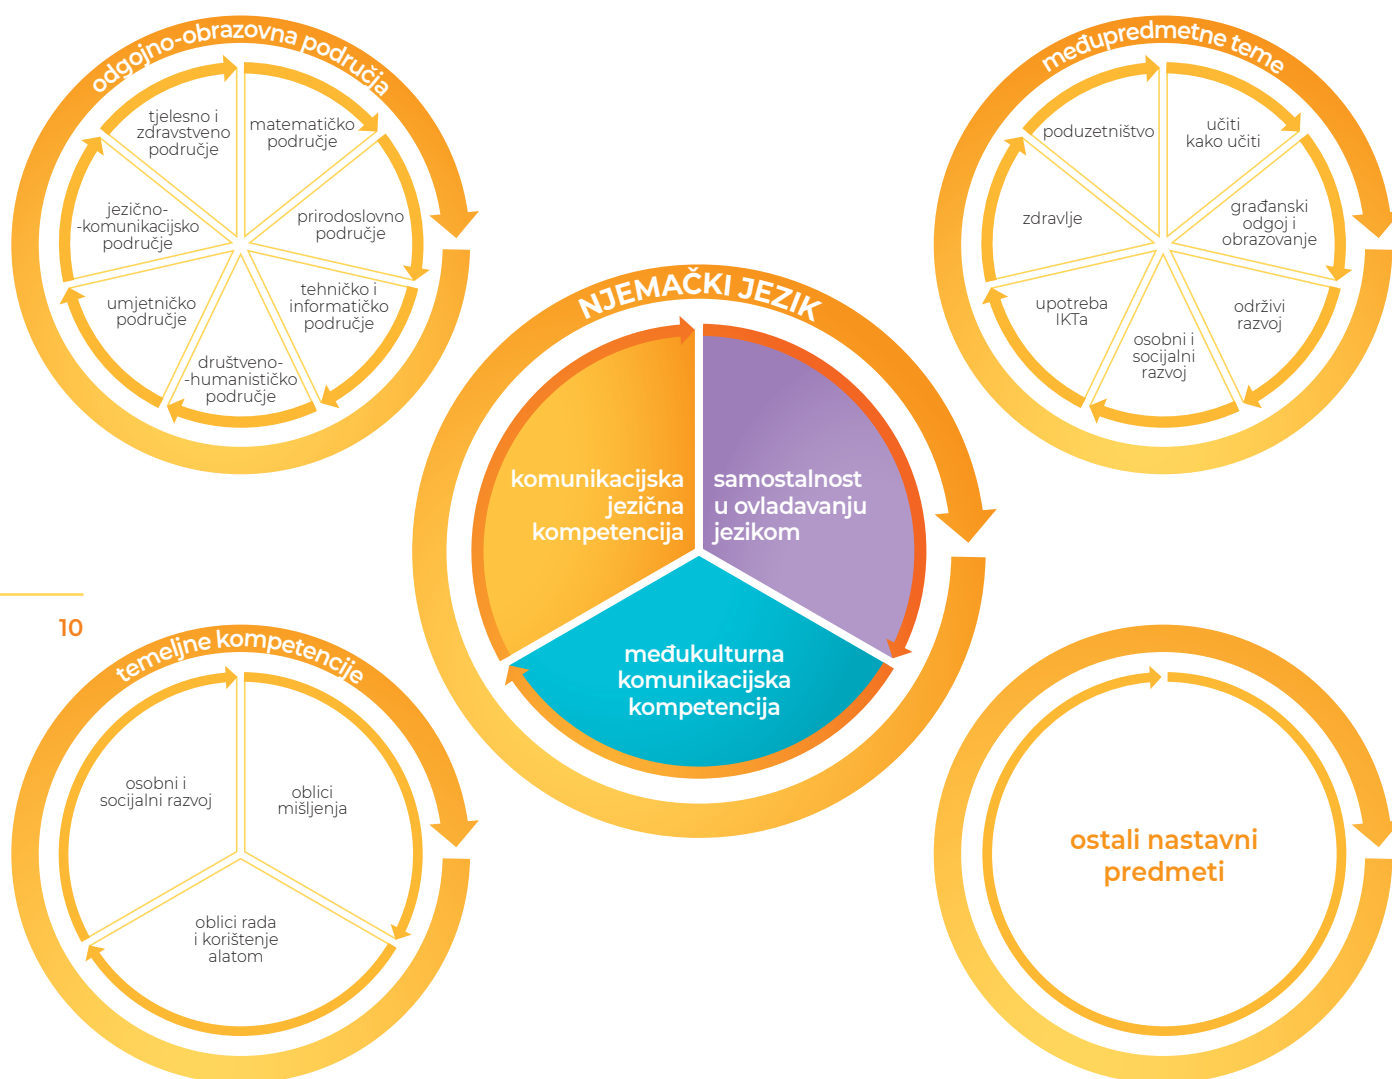 odgojno-obrazovna područja
tjelesno i
zdravstveno
područje
matematičko
područje
jezično-
-komunikacijsko
područje
prirodoslovno
područje
umjetničko
područje
tehničko i
informatičko
područje
društveno-
-humanističko
područje
međupredmetne teme
poduzetništvo
učiti
kako učiti
zdravlje
građanski
odgoj i
obrazovanje
upotreba
IKTa
održivi
razvoj
osobni i
socijalni
razvoj
NJEMAČKI JEZIK
komunikacijska
jezična
kompetencija
samostalnost
u ovladavanju
jezikom
međukulturna
komunikacijska
kompetencija
10
temeljne kompetencije
osobni i
socijalni razvoj
oblici
mišljenja
oblici rada
i korištenje
alatom
ostali nastavni
predmeti